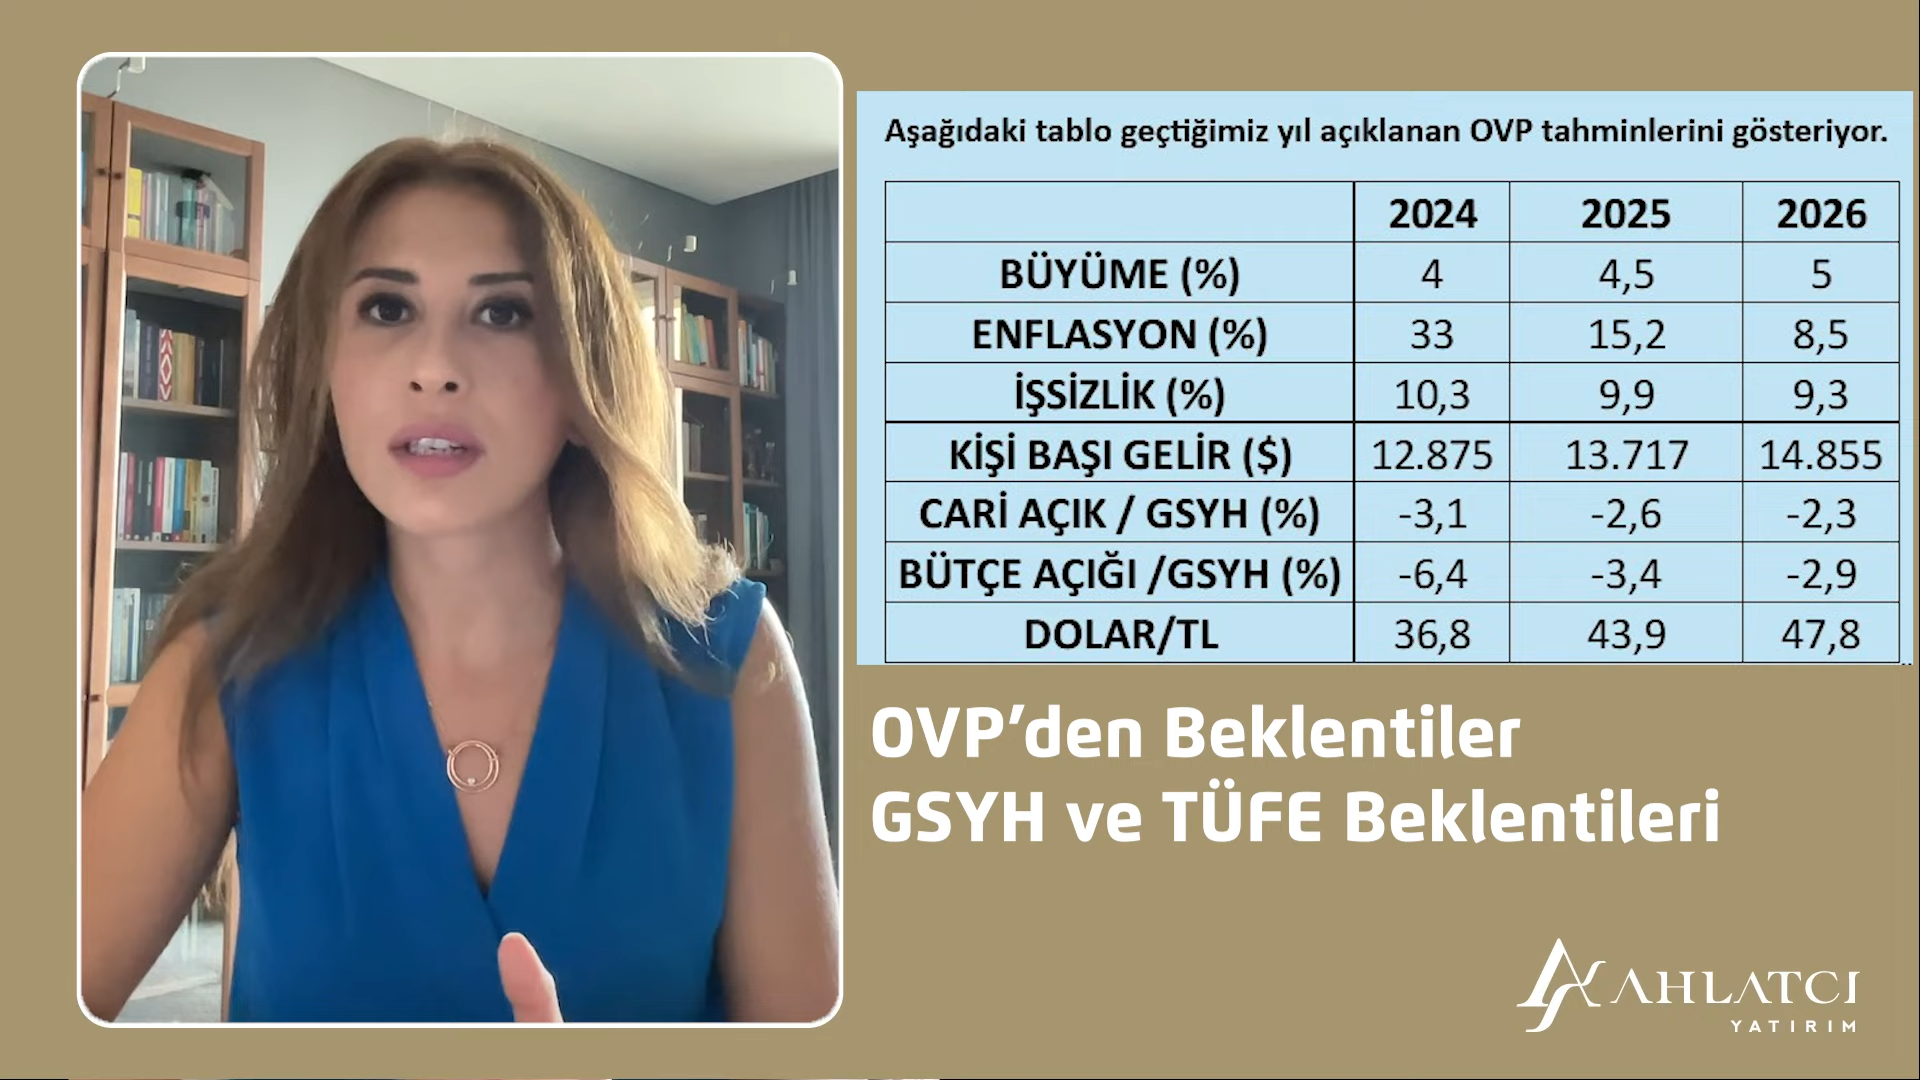 Aşağıdaki tablo geçtiğimiz yıl açıklanan OVP tahminlerini gösteriyor.
2024 2025 2026
BÜYÜME (%) 4 4,5 5
ENFLASYON (%) 33 15,2 8,5
İŞSİZLİK (%) 10,3 9,9 9,3
KİŞİ BAŞI GELİR ($) 12.875 13.717 14.855
CARİ AÇIK / GSYH (%) -3,1 -2,6 -2,3
BÜTÇE AÇIĞI /GSYH (%) -6,4 -3,4 -2,9
DOLAR/TL 36,8 43,9 47,8
OVP’den Beklentiler
GSYH ve TÜFE Beklentileri
AHLATCI
YATIRIM